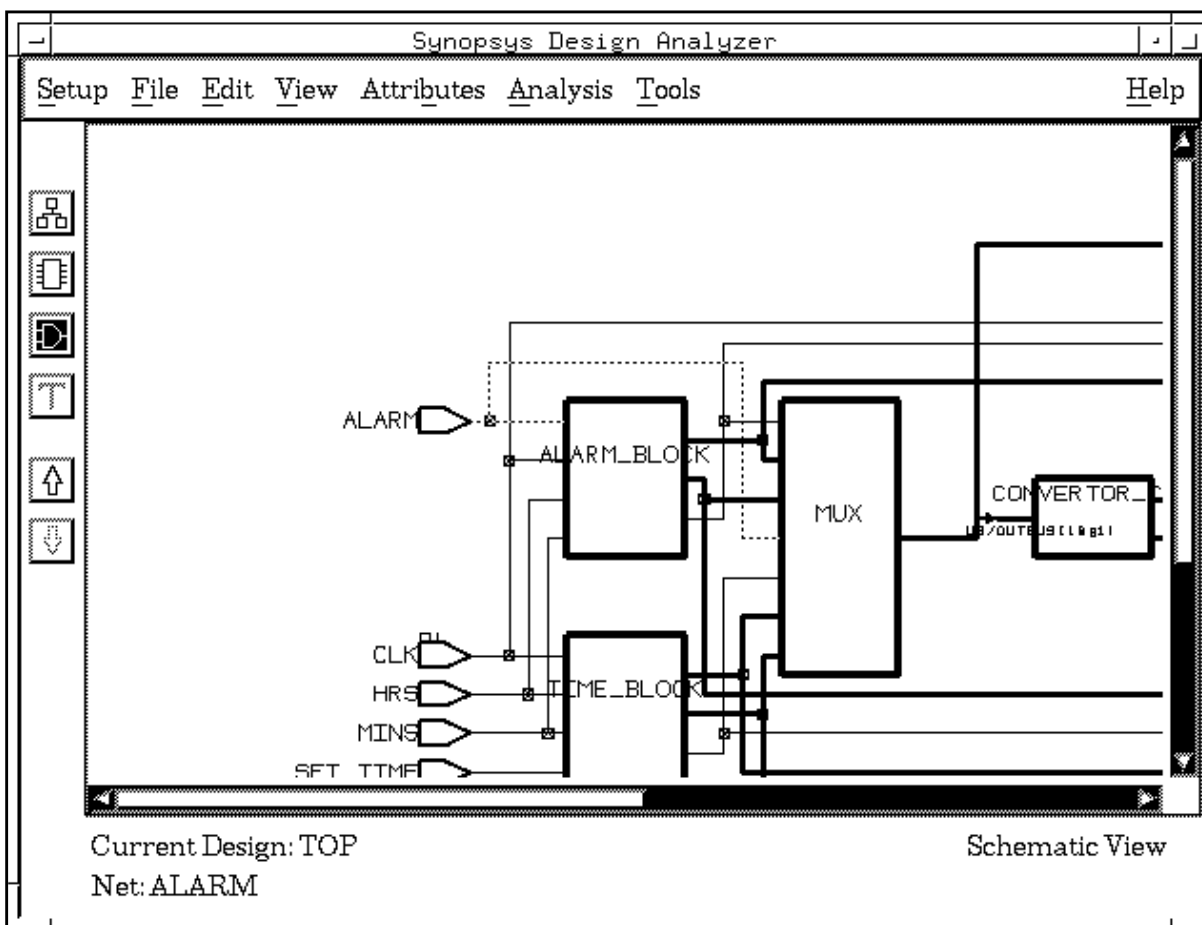 Synopsys Design Analyzer
Setup File Edit View Attributes Analysis Tools Help
ALARM
ALARM_BLOCK
MUX
CONVERTOR_C
CLK
HRS
TIME_BLOCK
MINS
SET_TIME
Current Design: TOP
Schematic View
Net: ALARM